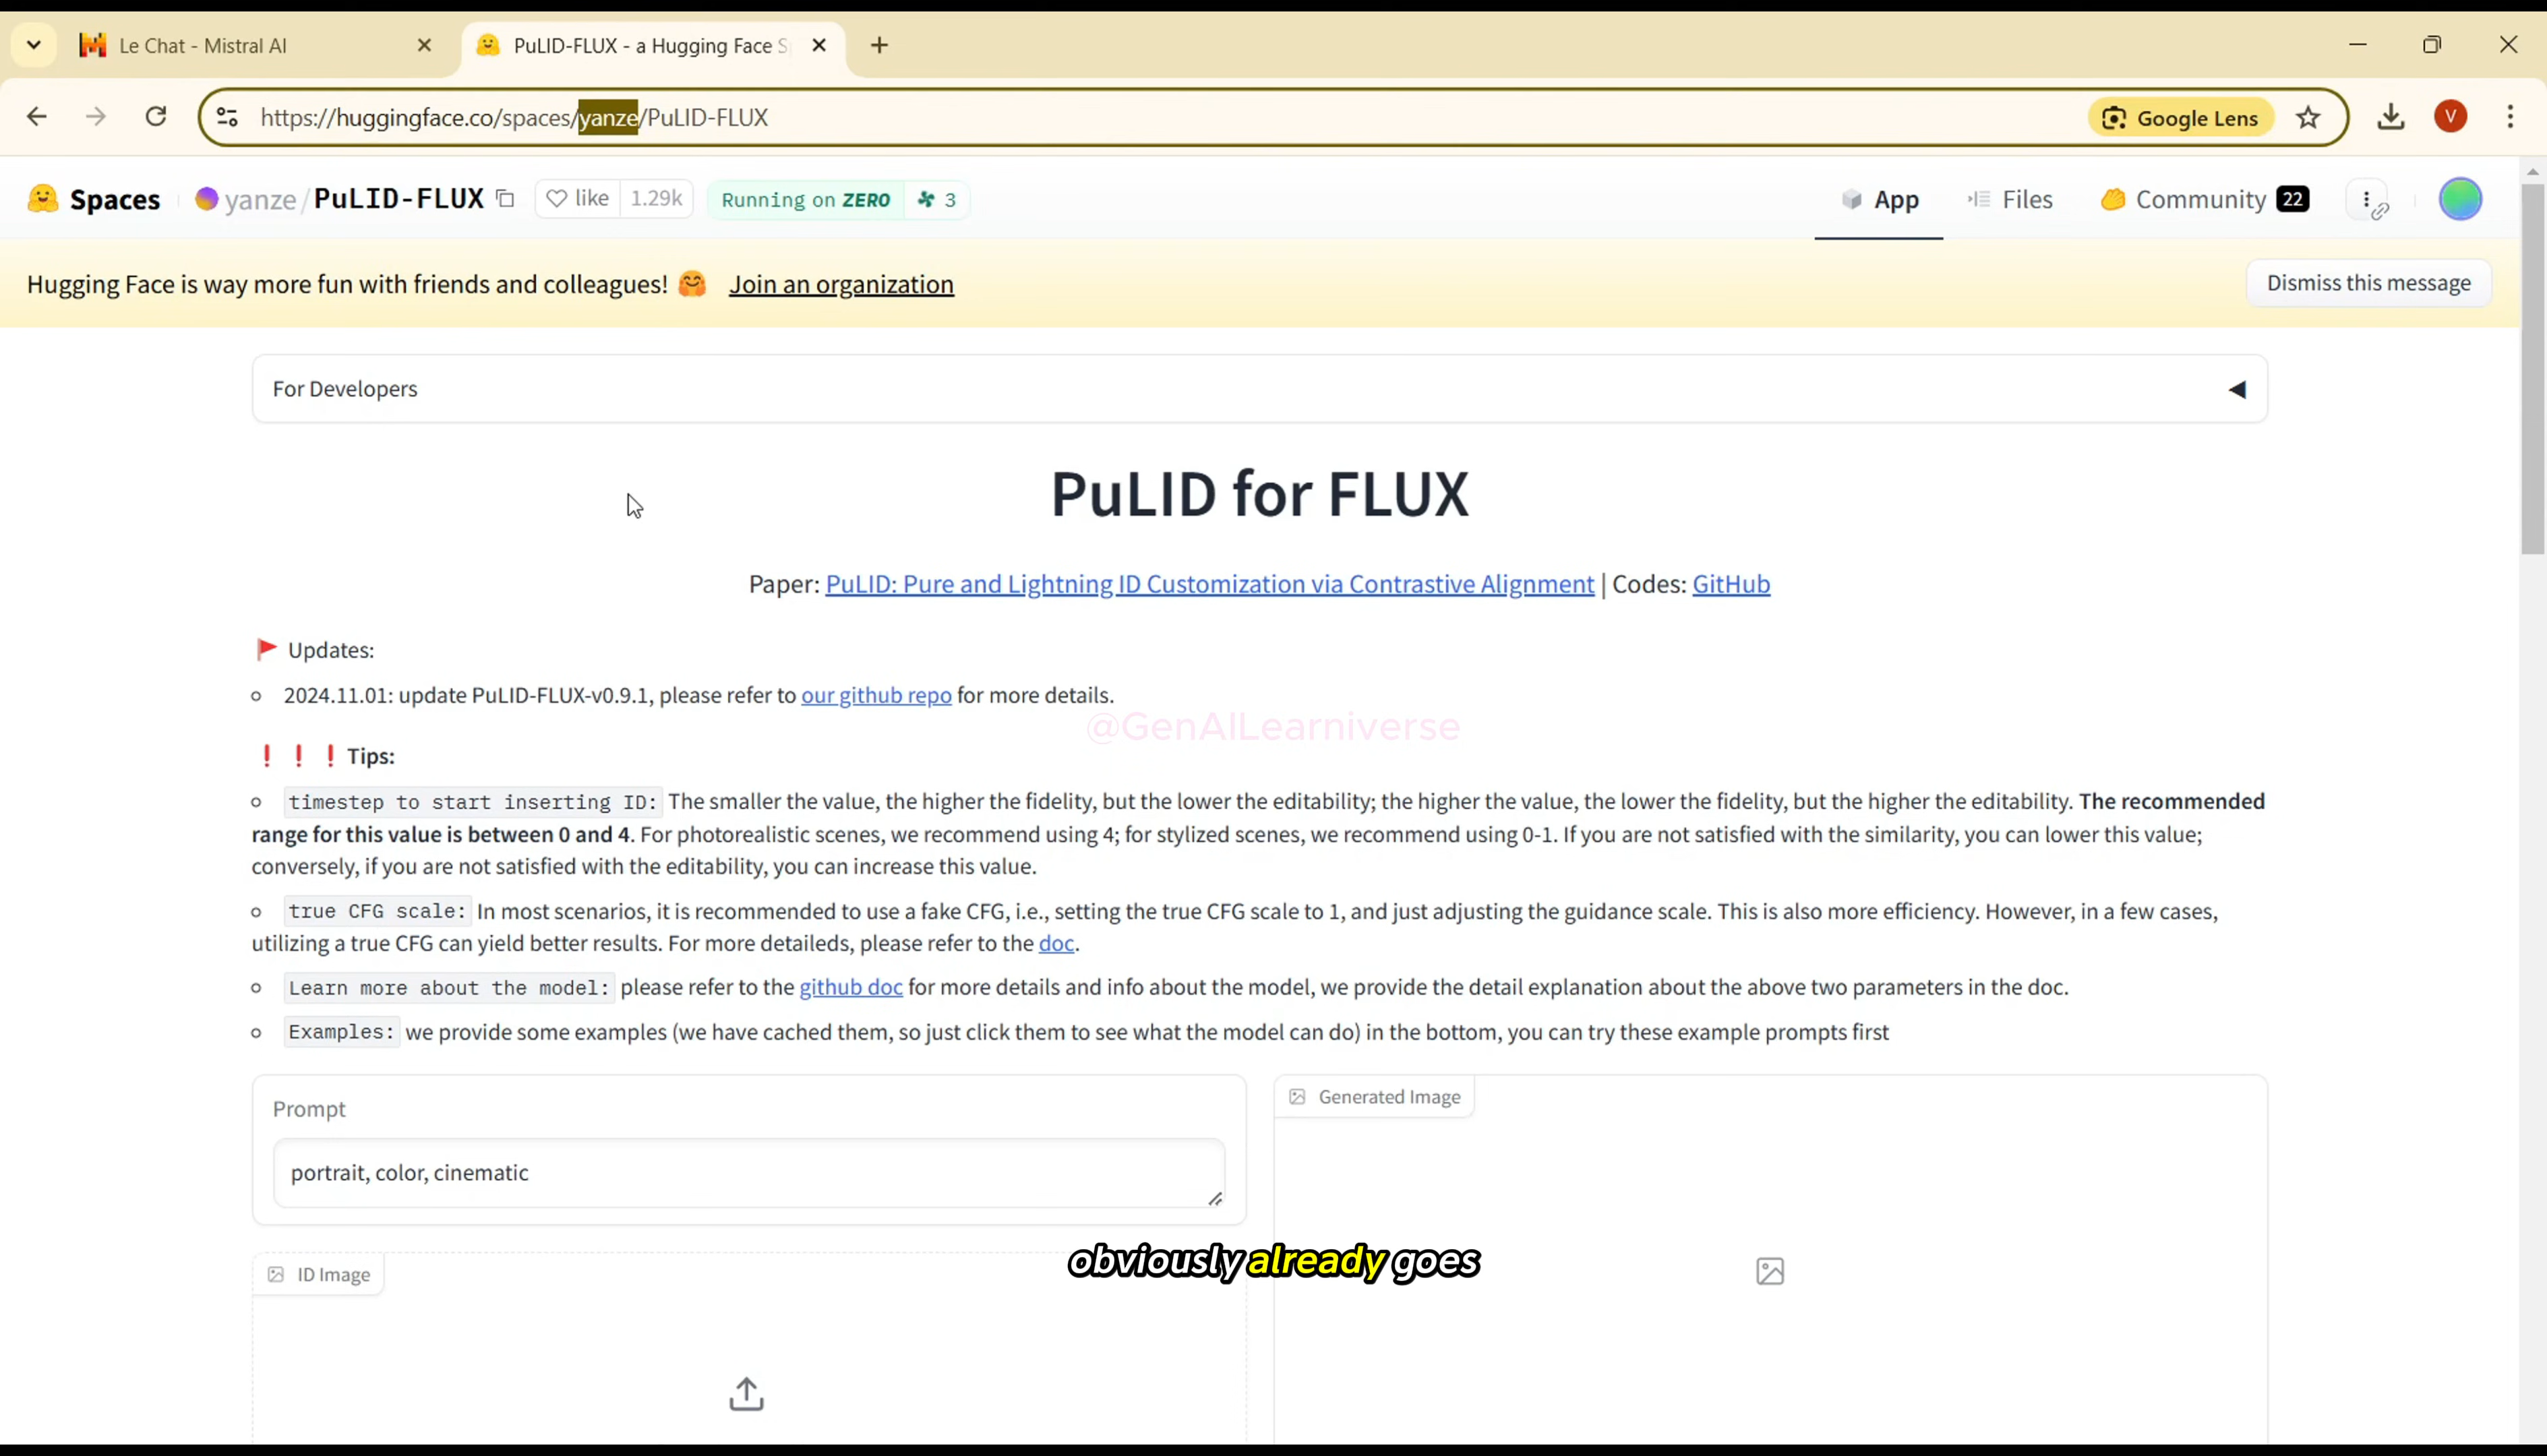 Le Chat - Mistral AI
PuLID-FLUX - a Hugging Face S
https://huggingface.co/spaces/yanze/PuLID-FLUX
Google Lens
V
Spaces
yanze/PuLID-FLUX
like 1.29k
Running on ZERO 3
App
Files
Community 22
Hugging Face is way more fun with friends and colleagues! 🤗 Join an organization
Dismiss this message
For Developers
PuLID for FLUX
Paper: PuLID: Pure and Lightning ID Customization via Contrastive Alignment | Codes: GitHub
🚩 Updates:
2024.11.01: update PuLID-FLUX-v0.9.1, please refer to our github repo for more details.
@GenAILearniverse
❗ ❗ ❗ Tips:
timestep to start inserting ID: The smaller the value, the higher the fidelity, but the lower the editability; the higher the value, the lower the fidelity, but the higher the editability. The recommended
range for this value is between 0 and 4. For photorealistic scenes, we recommend using 4; for stylized scenes, we recommend using 0-1. If you are not satisfied with the similarity, you can lower this value;
conversely, if you are not satisfied with the editability, you can increase this value.
true CFG scale: In most scenarios, it is recommended to use a fake CFG, i.e., setting the true CFG scale to 1, and just adjusting the guidance scale. This is also more efficiency. However, in a few cases,
utilizing a true CFG can yield better results. For more detaileds, please refer to the doc.
Learn more about the model: please refer to the github doc for more details and info about the model, we provide the detail explanation about the above two parameters in the doc.
Examples: we provide some examples (we have cached them, so just click them to see what the model can do) in the bottom, you can try these example prompts first
Prompt
portrait, color, cinematic
Generated Image
ID Image
obviously already goes